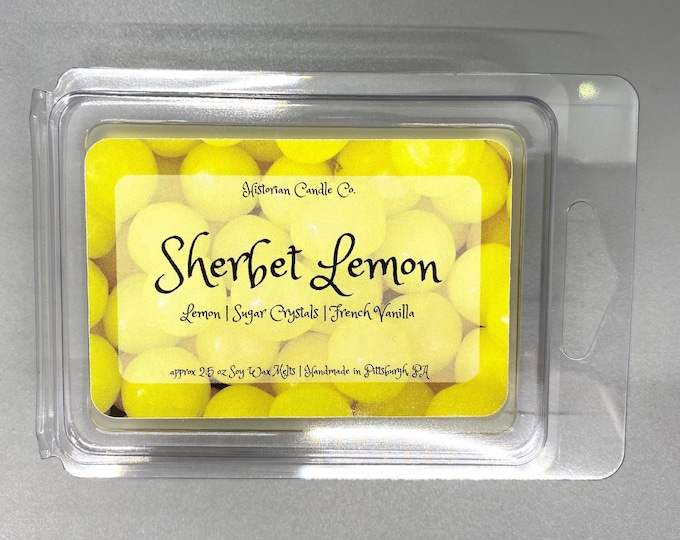 Historian Candle Co.
Sherbet Lemon
Lemon | Sugar Crystals | French Vanilla
approx 2.5 oz Soy Wax Melts | Handmade in Pittsburgh, PA